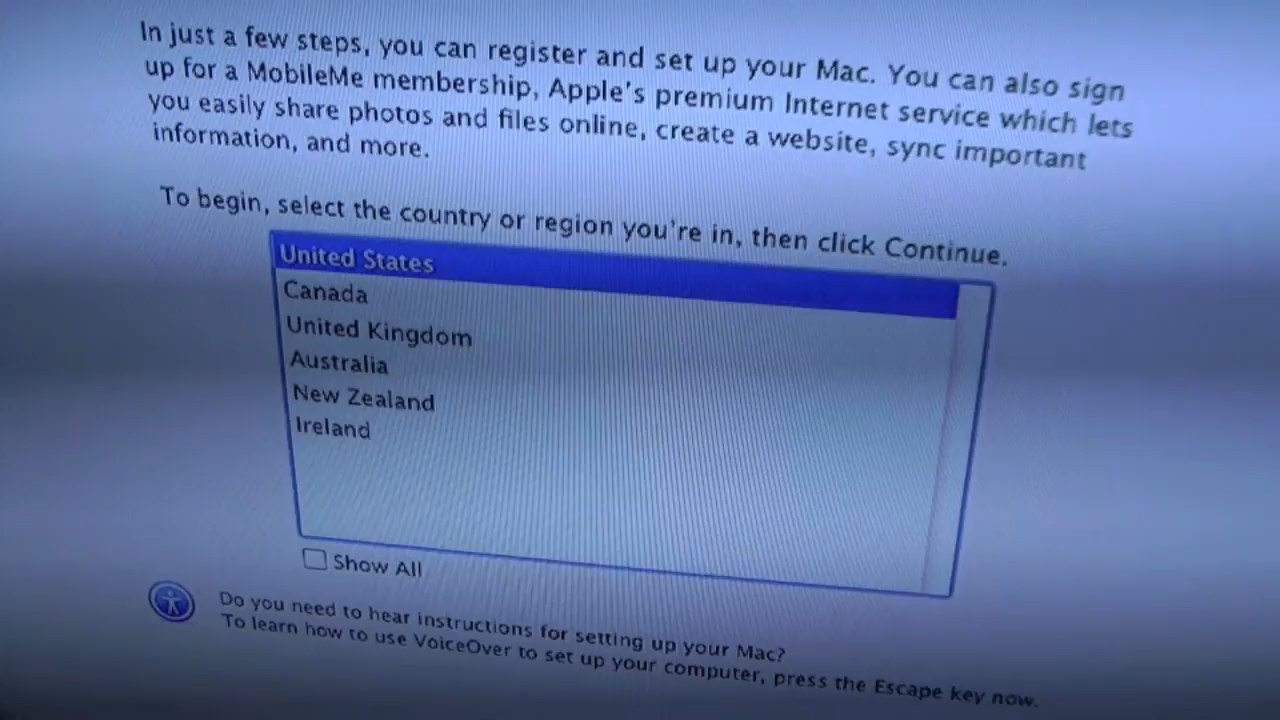 In just a few steps, you can register and set up your Mac. You can also sign
up for a MobileMe membership, Apple's premium Internet service which lets
you easily share photos and files online, create a website, sync important
information, and more.
To begin, select the country or region you're in, then click Continue.
United States
Canada
United Kingdom
Australia
New Zealand
Ireland
Show All
Do you need to hear instructions for setting up your Mac?
To learn how to use VoiceOver to set up your computer, press the Escape key now.